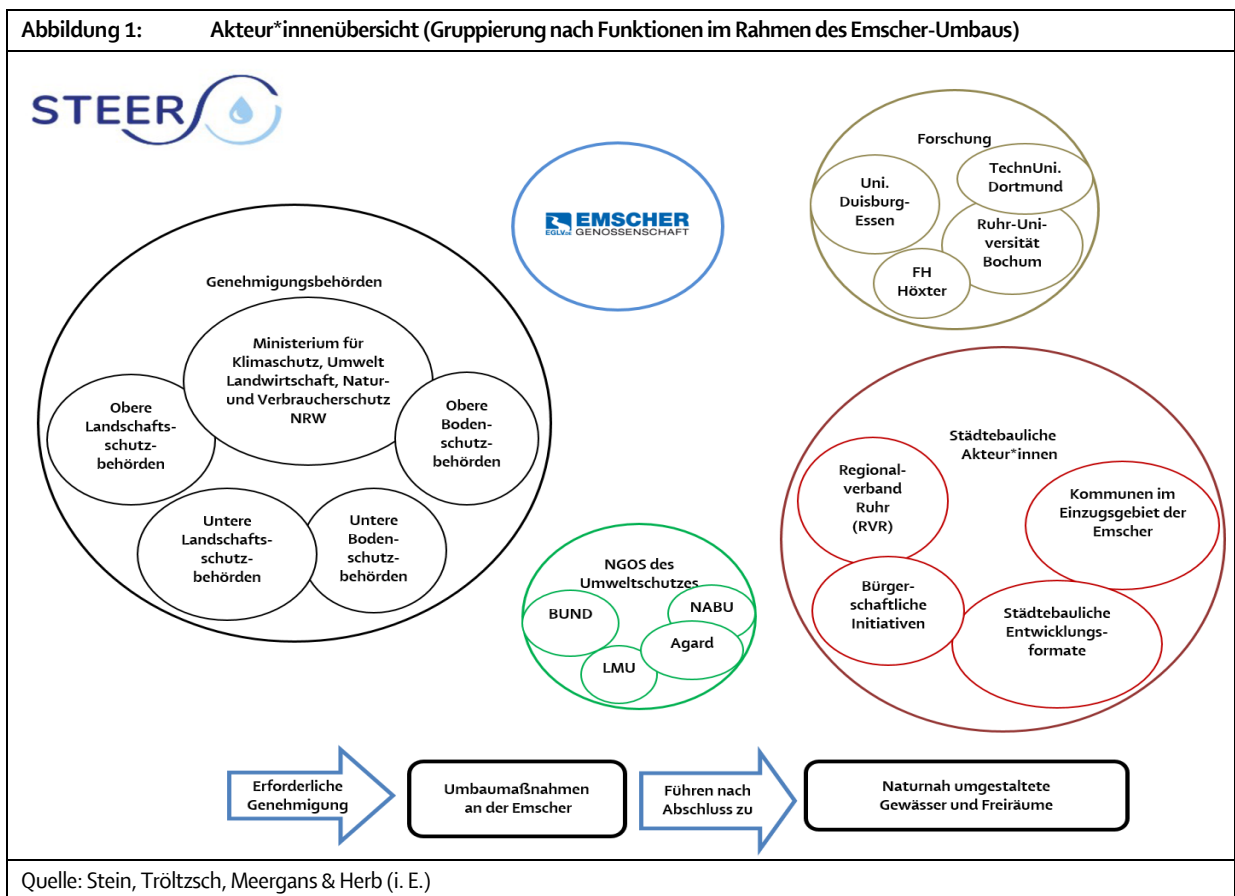 Abbildung 1: Akteur*innenübersicht (Gruppierung nach Funktionen im Rahmen des Emscher-Umbaus)
STEER
EMSCHER
EGLV.DE GENOSSENSCHAFT
Forschung
Uni.
Duisburg-
Essen
TechnUni.
Dortmund
Ruhr-Uni-
versität
Bochum
FH
Höxter
Genehmigungsbehörden
Ministerium für
Klimaschutz, Umwelt
Landwirtschaft, Natur-
und Verbraucherschutz
NRW
Obere
Landschafts-
schutz-
behörden
Obere
Boden-
schutz-
behörden
Untere
Landschafts-
schutz-
behörden
Untere
Boden-
schutz-
behörden
NGOS des
Umweltschutzes
BUND
NABU
Agard
LMU
Städtebauliche
Akteur*innen
Regional-
verband
Ruhr
(RVR)
Kommunen im
Einzugsgebiet der
Emscher
Bürger-
schaftliche
Initiativen
Städtebauliche
Entwicklungs-
formate
Erforderliche
Genehmigung
Umbaumaßnahmen
an der Emscher
Führen nach
Abschluss zu
Naturnah umgestaltete
Gewässer und Freiräume
Quelle: Stein, Tröltzsch, Meergans & Herb (i. E.)